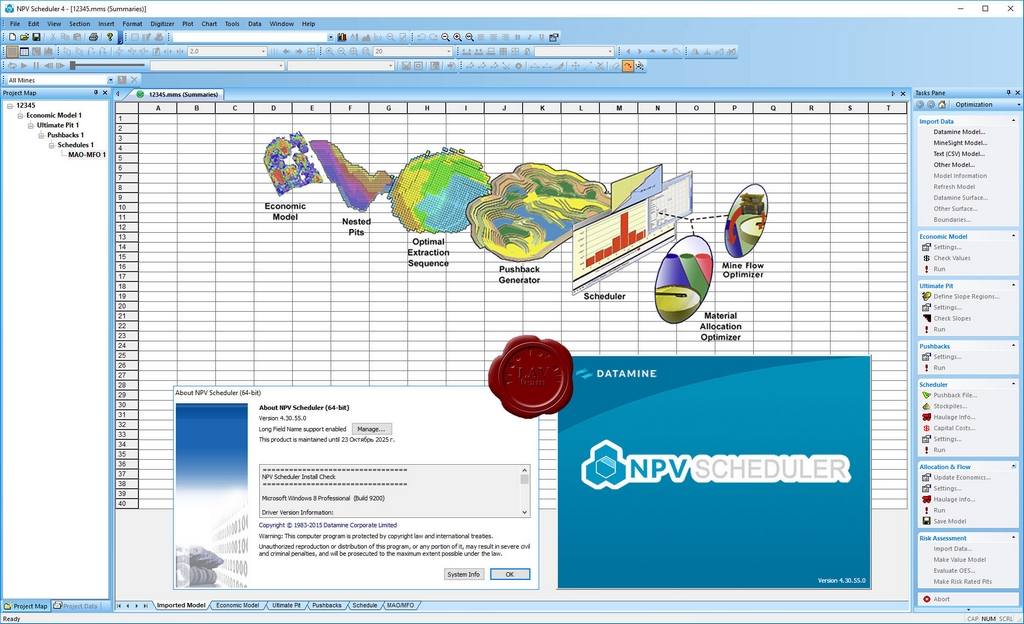 NPV Scheduler 4 - [12345.mms (Summaries)]
File Edit View Section Insert Format Digitizer Plot Charts Tools Data Window Help
2.0
20
All Mines
Project Map
12345
Economic Model 1
Ultimate Pit 1
Pushbacks 1
Schedules 1
MAO-MFO 1
12345.mms (Summaries)
A B C D E F G H I J K L M N O P Q R S T
1
2
3
4
5
6
7
8
9
10
11
12
13
14
15
16
17
18
19
20
21
22
23
24
25
26
27
28
29
30
31
32
33
34
35
36
37
38
39
40
Economic
Model
Nested
Pits
Optimal
Extraction
Sequence
Pushback
Generator
Scheduler
Material
Allocation
Optimizer
Mine Flow
Optimizer
LAV
team
About NPV Scheduler (64-bit)
About NPV Scheduler (64-bit)
Version 4.30.55.0
Long Field Name support enabled
Manage...
This product is maintained until 23 Октябрь 2025 г.
====================================
NPV Scheduler Install Check
====================================
Microsoft Windows 8 Professional (Build 9200)
Driver Version Information:
Copyright © 1983-2015 Datamine Corporate Limited
Warning: This computer program is protected by copyright law and international treaties.
Unauthorized reproduction or distribution of this program, or any portion of it, may result in severe civil
and criminal penalties, and will be prosecuted to the maximum extent possible under the law.
System Info
OK
DATAMINE
NPV SCHEDULER
Version 4.30.55.0
Tasks Pane
Optimization
Import Data
Datamine Model...
MineSight Model...
Text (CSV) Model...
Other Model...
Model Information
Refresh Model
Datamine Surface...
Other Surface...
Boundaries...
Economic Model
Settings...
Check Values
Run
Ultimate Pit
Define Slope Regions...
Settings...
Check Slopes
Run
Pushbacks
Settings...
Run
Scheduler
Pushback File...
Stockpiles...
Haulage Info...
Capital Costs...
Settings...
Run
Allocation & Flow
Update Economics...
Settings...
Haulage Info...
Run
Save Model
Risk Assessment
Import Data...
Make Value Model
Evaluate OES...
Make Risk Rated Pits
Abort
Project Map
Project Data
Imported Model
Economic Model
Ultimate Pit
Pushbacks
Schedule
MAO/MFO
Ready
CAP NUM SCRL